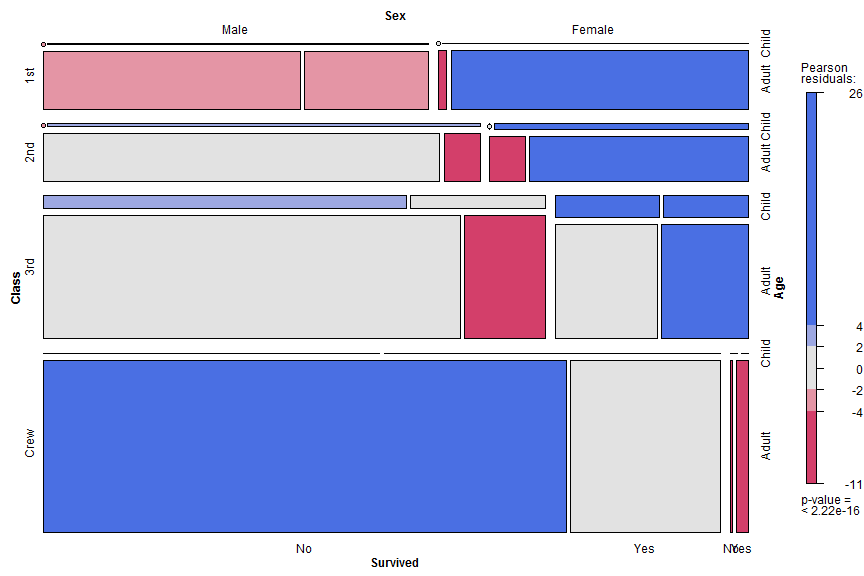 Sex
Male Female
Pearson
residuals:
26
4
2
0
-2
-4
-11
p-value =
< 2.22e-16
Class
1st
2nd
3rd
Crew
Child
Adult
Child
Adult
Child
Adult
Child
Adult
Age
No Yes No Yes
Survived